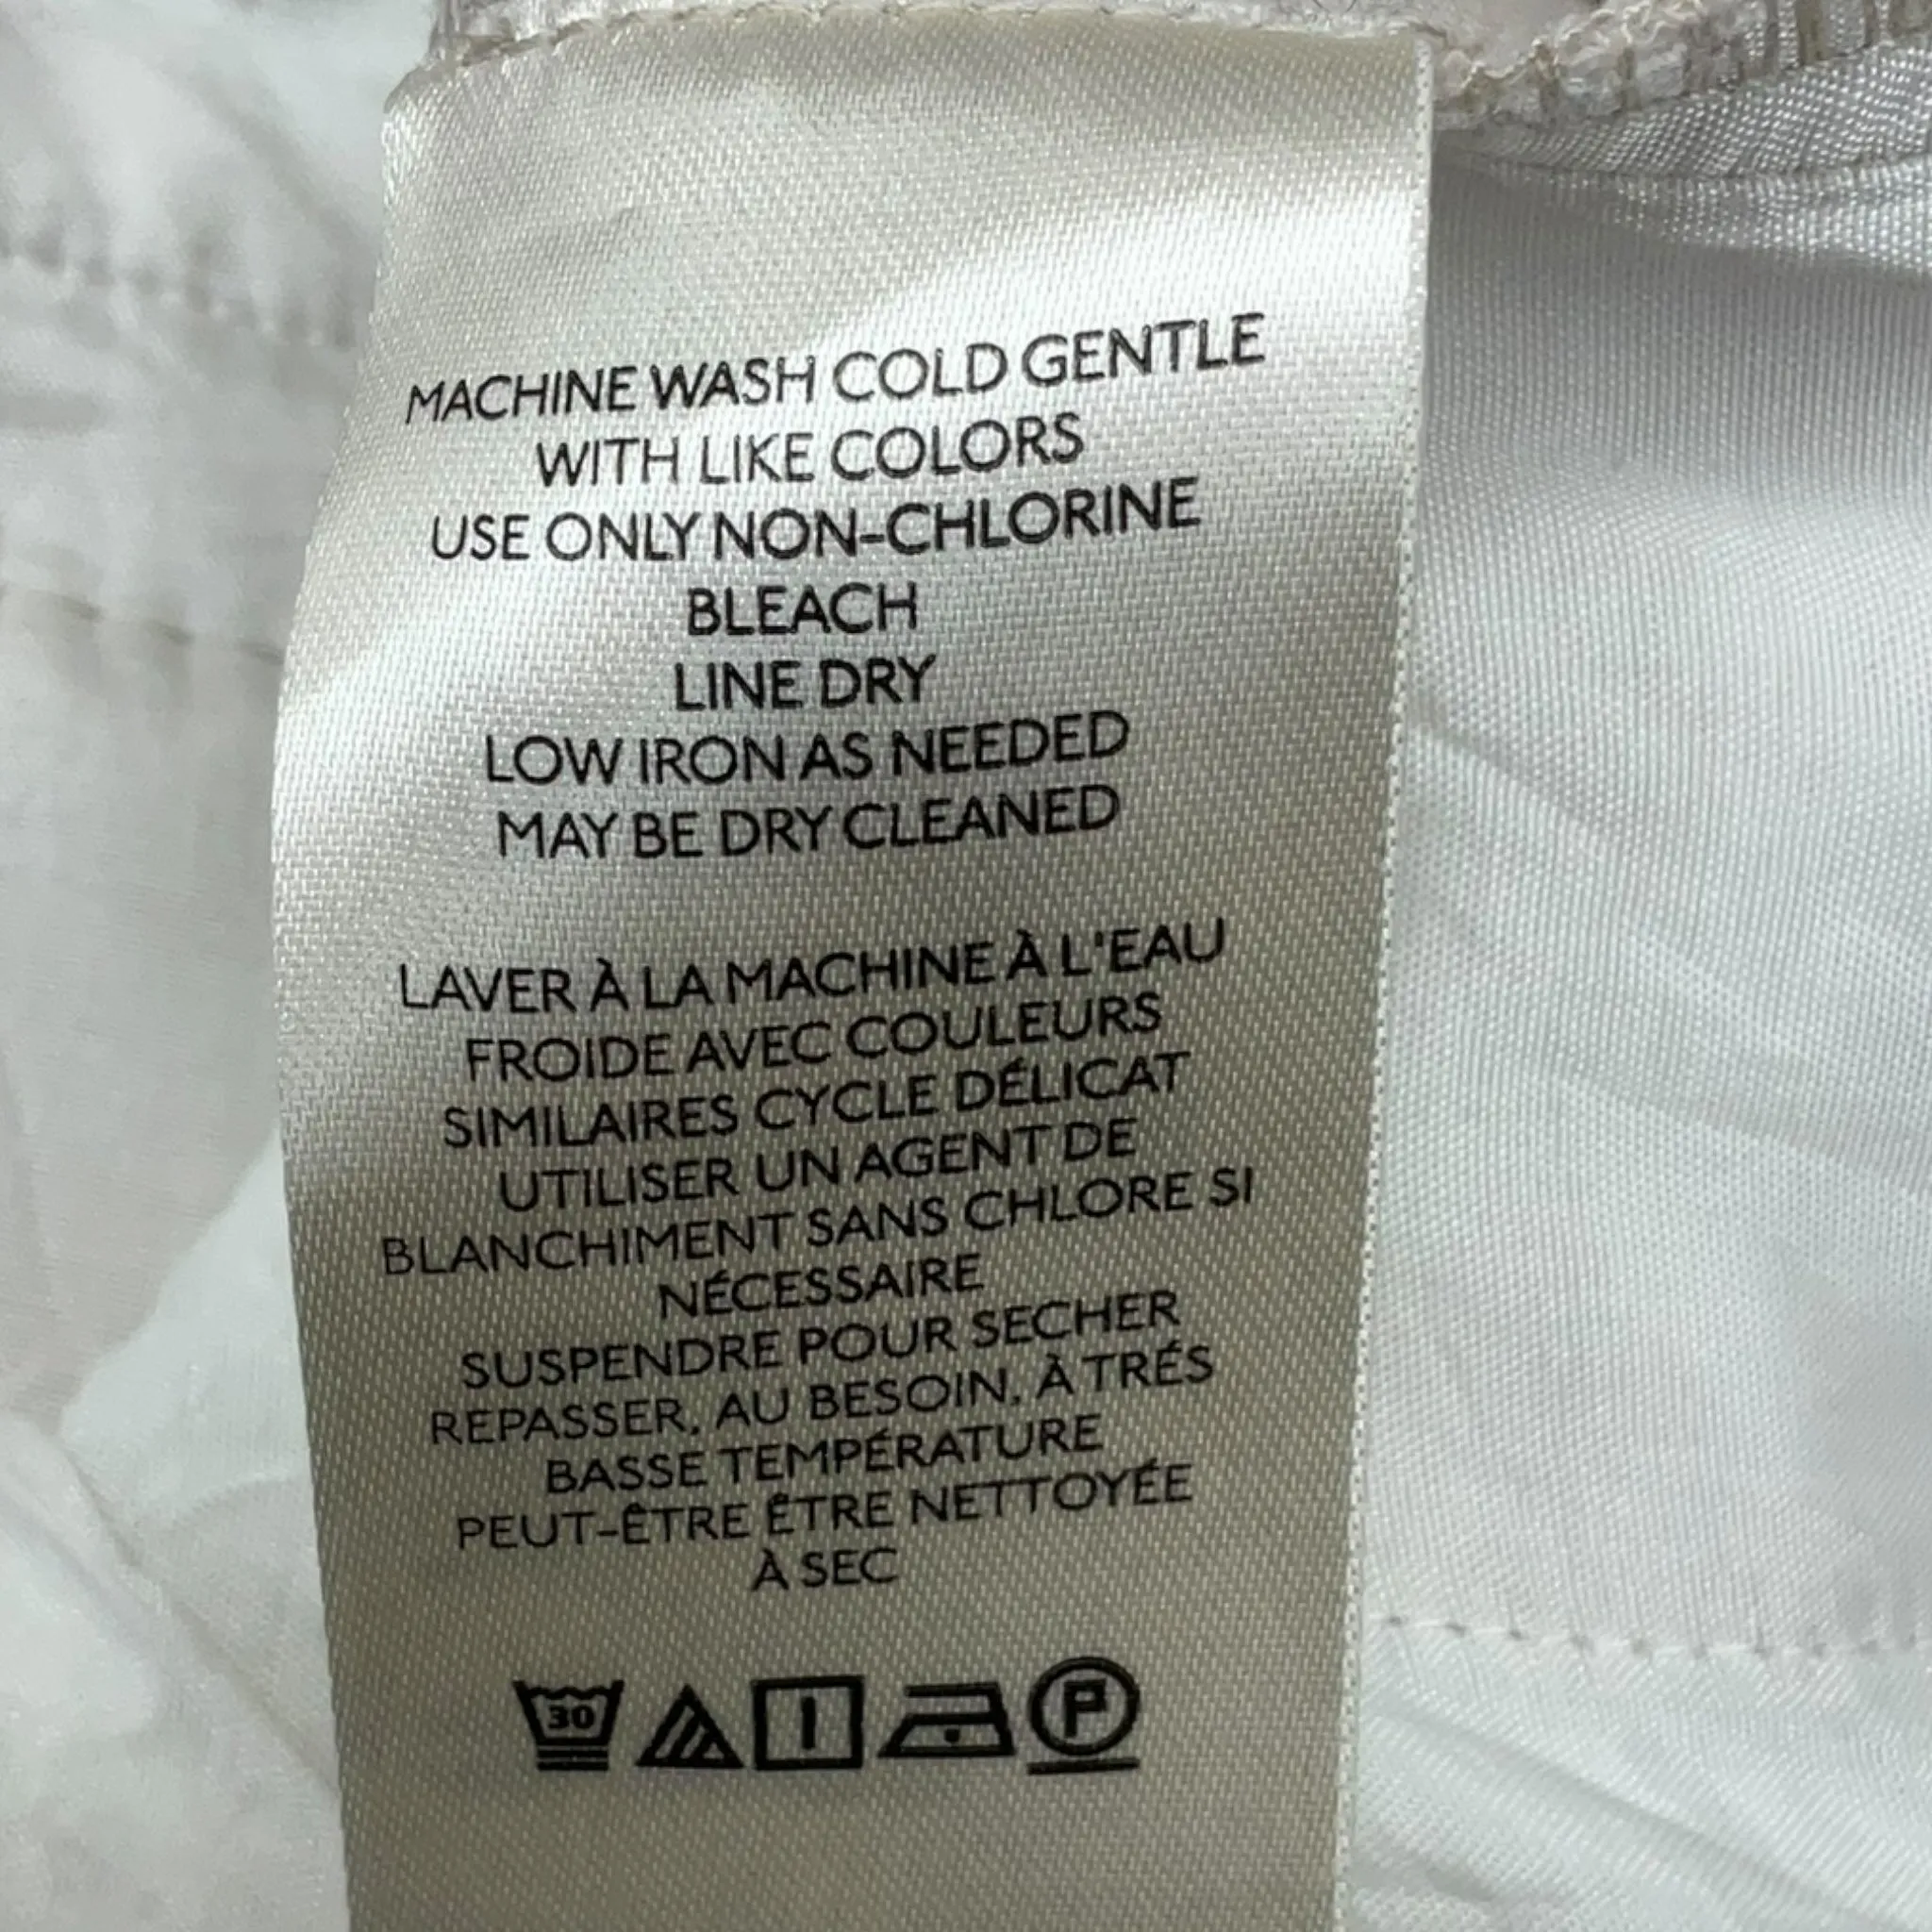 MACHINE WASH COLD GENTLE
WITH LIKE COLORS
USE ONLY NON-CHLORINE
BLEACH
LINE DRY
LOW IRON AS NEEDED
MAY BE DRY CLEANED
LAVER À LA MACHINE À L'EAU
FROIDE AVEC COULEURS
SIMILAIRES CYCLE DÉLICAT
UTILISER UN AGENT DE
BLANCHIMENT SANS CHLORE SI
NÉCESSAIRE
SUSPENDRE POUR SECHER
REPASSER, AU BESOIN, À TRÉS
BASSE TEMPÉRATURE
PEUT-ÊTRE ÊTRE NETTOYÉE
À SEC
30 P